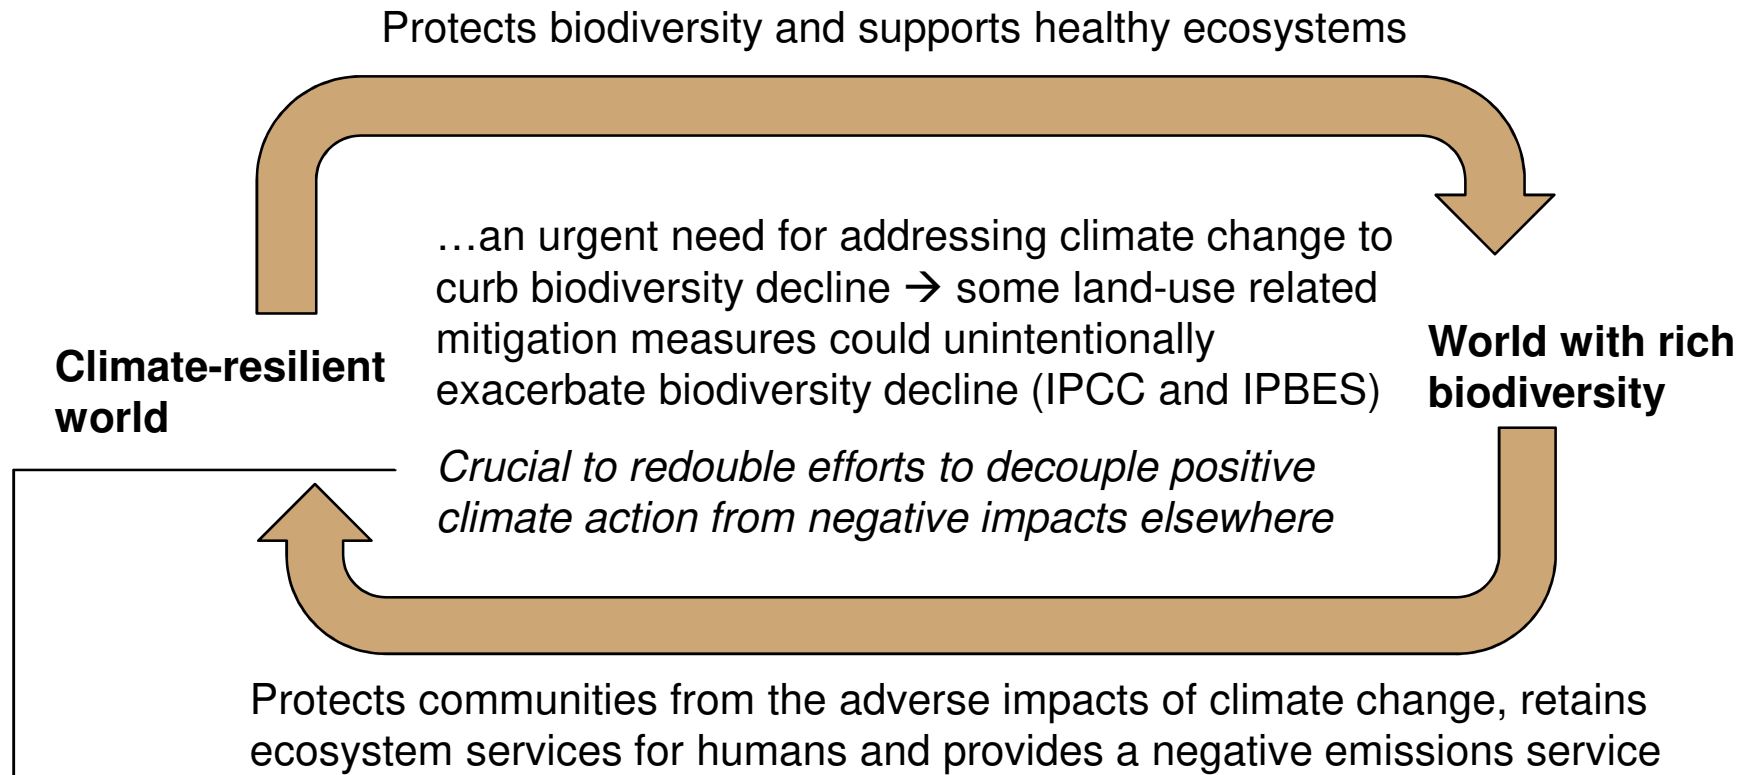 Protects biodiversity and supports healthy ecosystems
…an urgent need for addressing climate change to
curb biodiversity decline → some land-use related
mitigation measures could unintentionally
exacerbate biodiversity decline (IPCC and IPBES)
Climate-resilient
world
World with rich
biodiversity
Crucial to redouble efforts to decouple positive
climate action from negative impacts elsewhere
Protects communities from the adverse impacts of climate change, retains
ecosystem services for humans and provides a negative emissions service